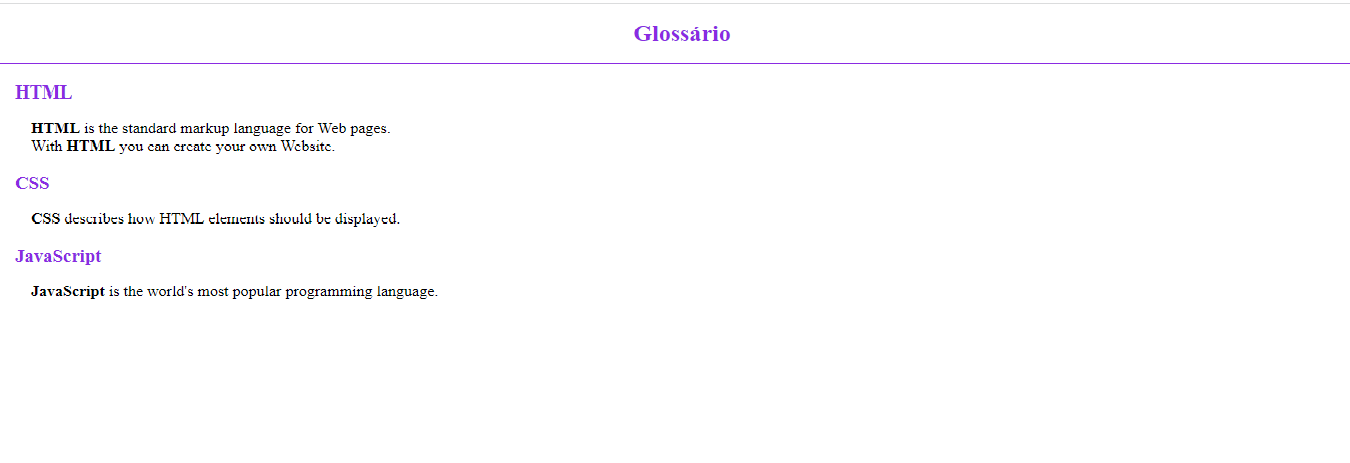 Glossário
HTML
HTML is the standard markup language for Web pages.
With HTML you can create your own Website.
CSS
CSS describes how HTML elements should be displayed.
JavaScript
JavaScript is the world's most popular programming language.